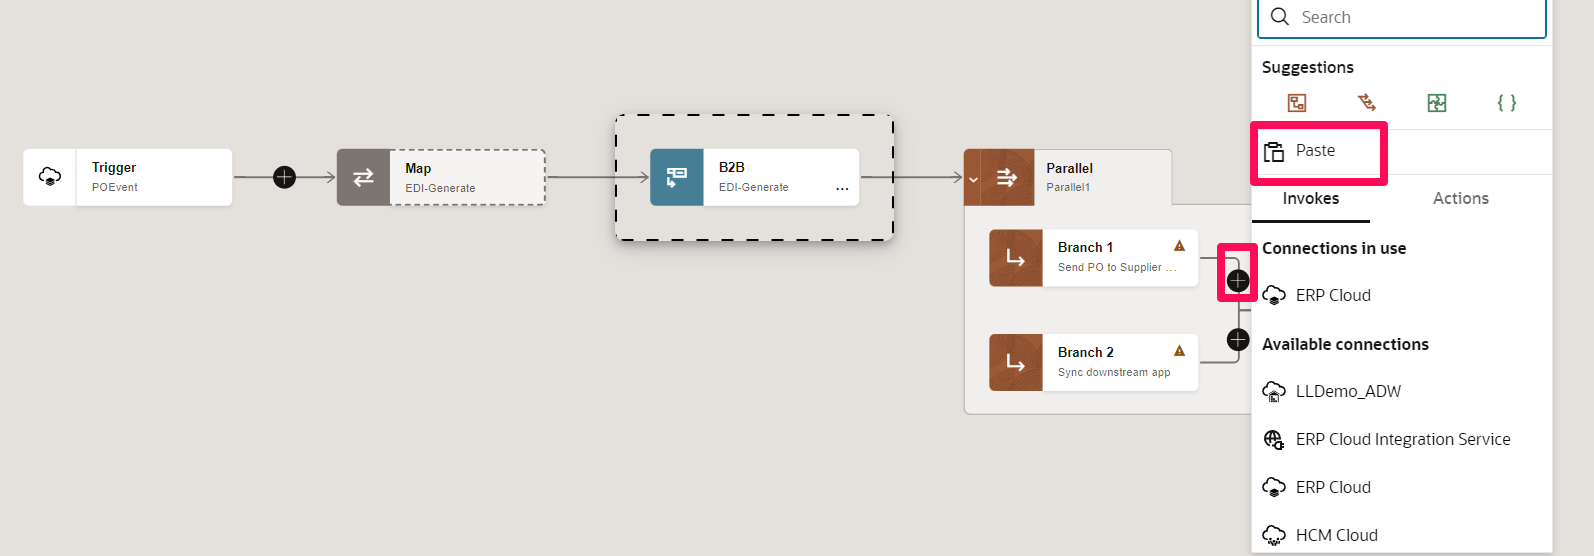 Search
Suggestions
Paste
Invokes
Actions
Connections in use
ERP Cloud
Available connections
LLDemo_ADW
ERP Cloud Integration Service
ERP Cloud
HCM Cloud
Trigger
POEvent
Map
EDI-Generate
B2B
EDI-Generate
...
Parallel
Parallel1
Branch 1
Send PO to Supplier ...
Branch 2
Sync downstream app